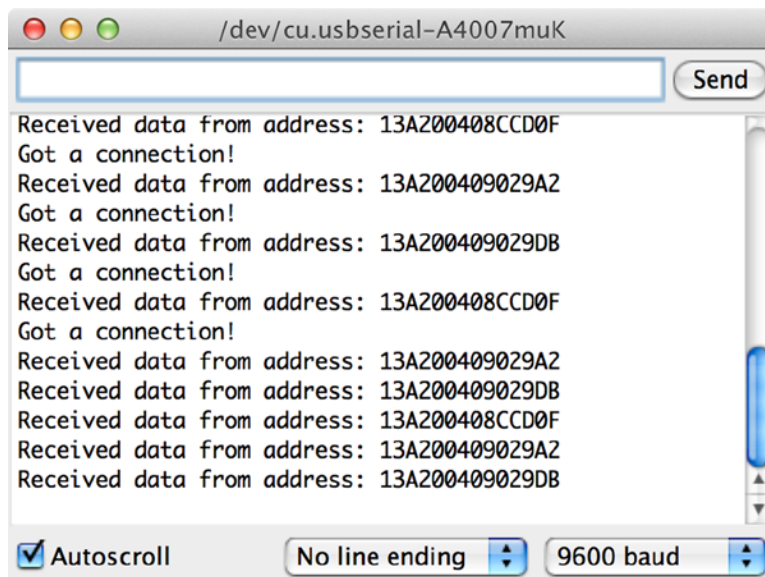 /dev/cu.usbserial-A4007muK
Send
Received data from address: 13A200408CCD0F
Got a connection!
Received data from address: 13A200409029A2
Got a connection!
Received data from address: 13A200409029DB
Got a connection!
Received data from address: 13A200408CCD0F
Got a connection!
Received data from address: 13A200409029A2
Received data from address: 13A200409029DB
Received data from address: 13A200408CCD0F
Received data from address: 13A200409029A2
Received data from address: 13A200409029DB
Autoscroll
No line ending
9600 baud